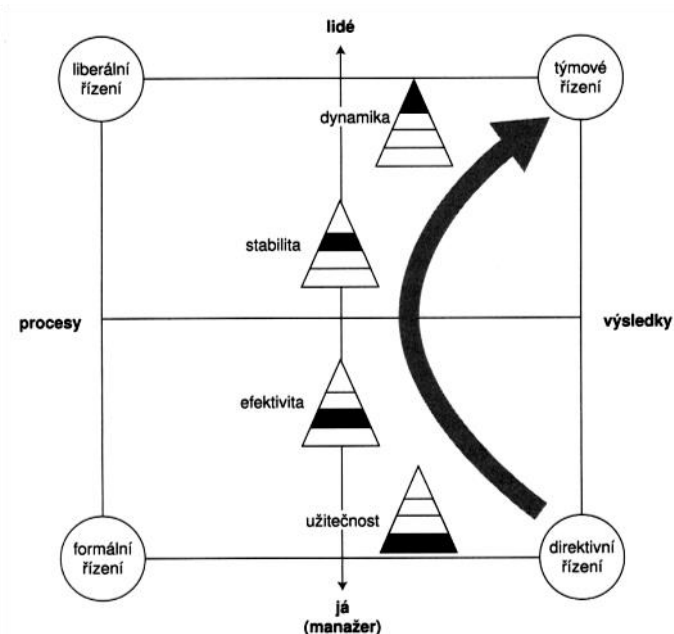 lidé
liberální
řízení
týmové
řízení
dynamika
stabilita
procesy
výsledky
efektivita
užitečnost
formální
řízení
direktivní
řízení
já
(manažer)